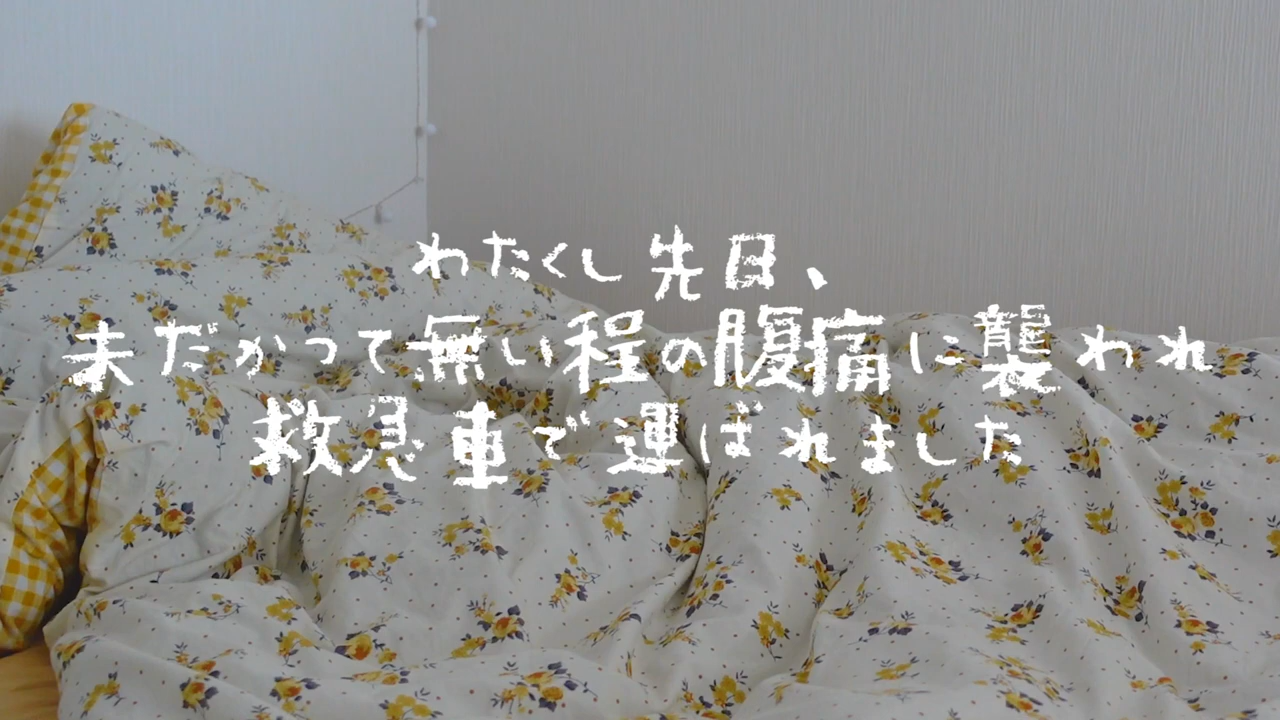 わたくし先日、
未だかつて無い程の腹痛に襲われ
救急車で運ばれました